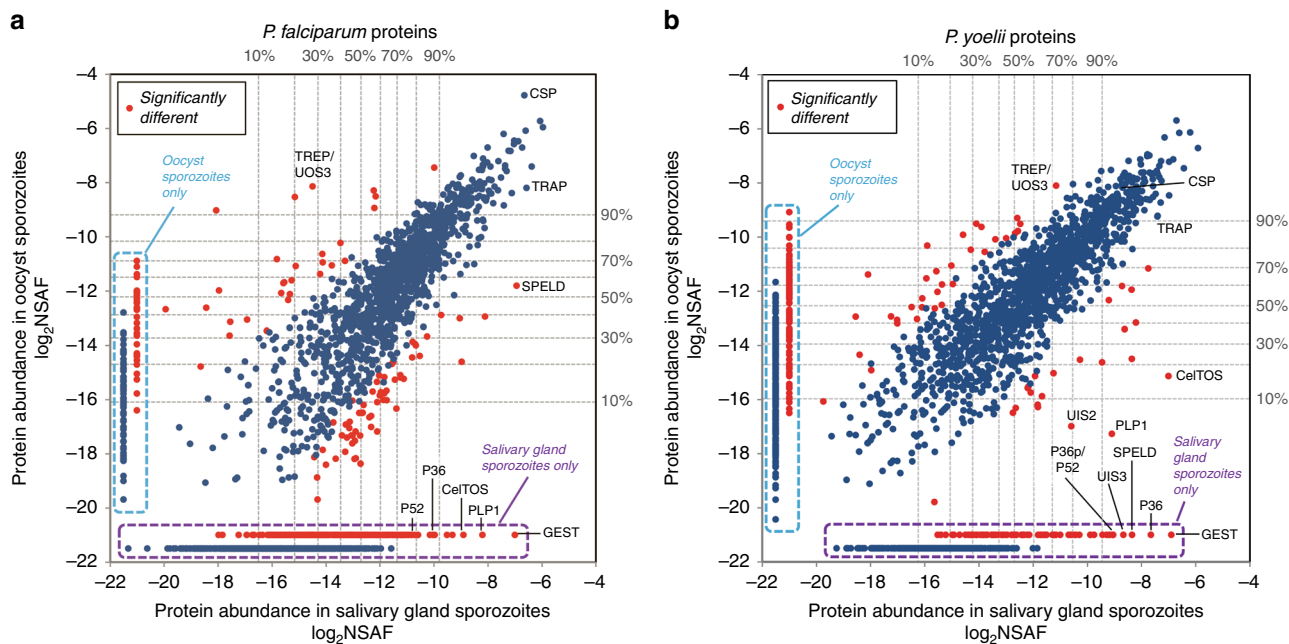 a
P. falciparum proteins
10% 30% 50% 70% 90%
–4
–6
–8
–10
–12
–14
–16
–18
–20
–22
Protein abundance in oocyst sporozoites
log2NSAF
Significantly
different
Oocyst
sporozoites
only
TREP/
UOS3
CSP
TRAP
SPELD
90%
70%
50%
30%
10%
Salivary gland
sporozoites only
P36
CelTOS
P52
PLP1
GEST
–22 –20 –18 –16 –14 –12 –10 –8 –6 –4
Protein abundance in salivary gland sporozoites
log2NSAF
b
P. yoelii proteins
10% 30% 50% 70% 90%
–4
–6
–8
–10
–12
–14
–16
–18
–20
–22
Protein abundance in oocyst sporozoites
log2NSAF
Significantly
different
Oocyst
sporozoites
only
TREP/
UOS3
CSP
TRAP
90%
70%
50%
30%
10%
CelTOS
UIS2
PLP1
P36p/
P52
SPELD
UIS3
P36
Salivary
gland
sporozoites
only
GEST
–22 –20 –18 –16 –14 –12 –10 –8 –6 –4
Protein abundance in salivary gland sporozoites
log2NSAF